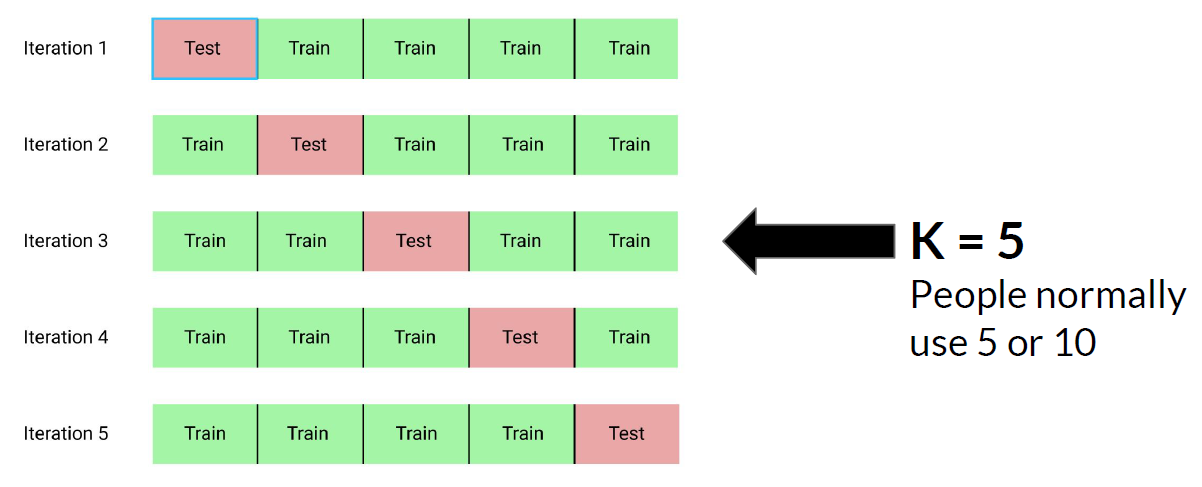 Iteration 1 Test Train Train Train Train
Iteration 2 Train Test Train Train Train
Iteration 3 Train Train Test Train Train
Iteration 4 Train Train Train Test Train
Iteration 5 Train Train Train Train Test
K = 5
People normally
use 5 or 10